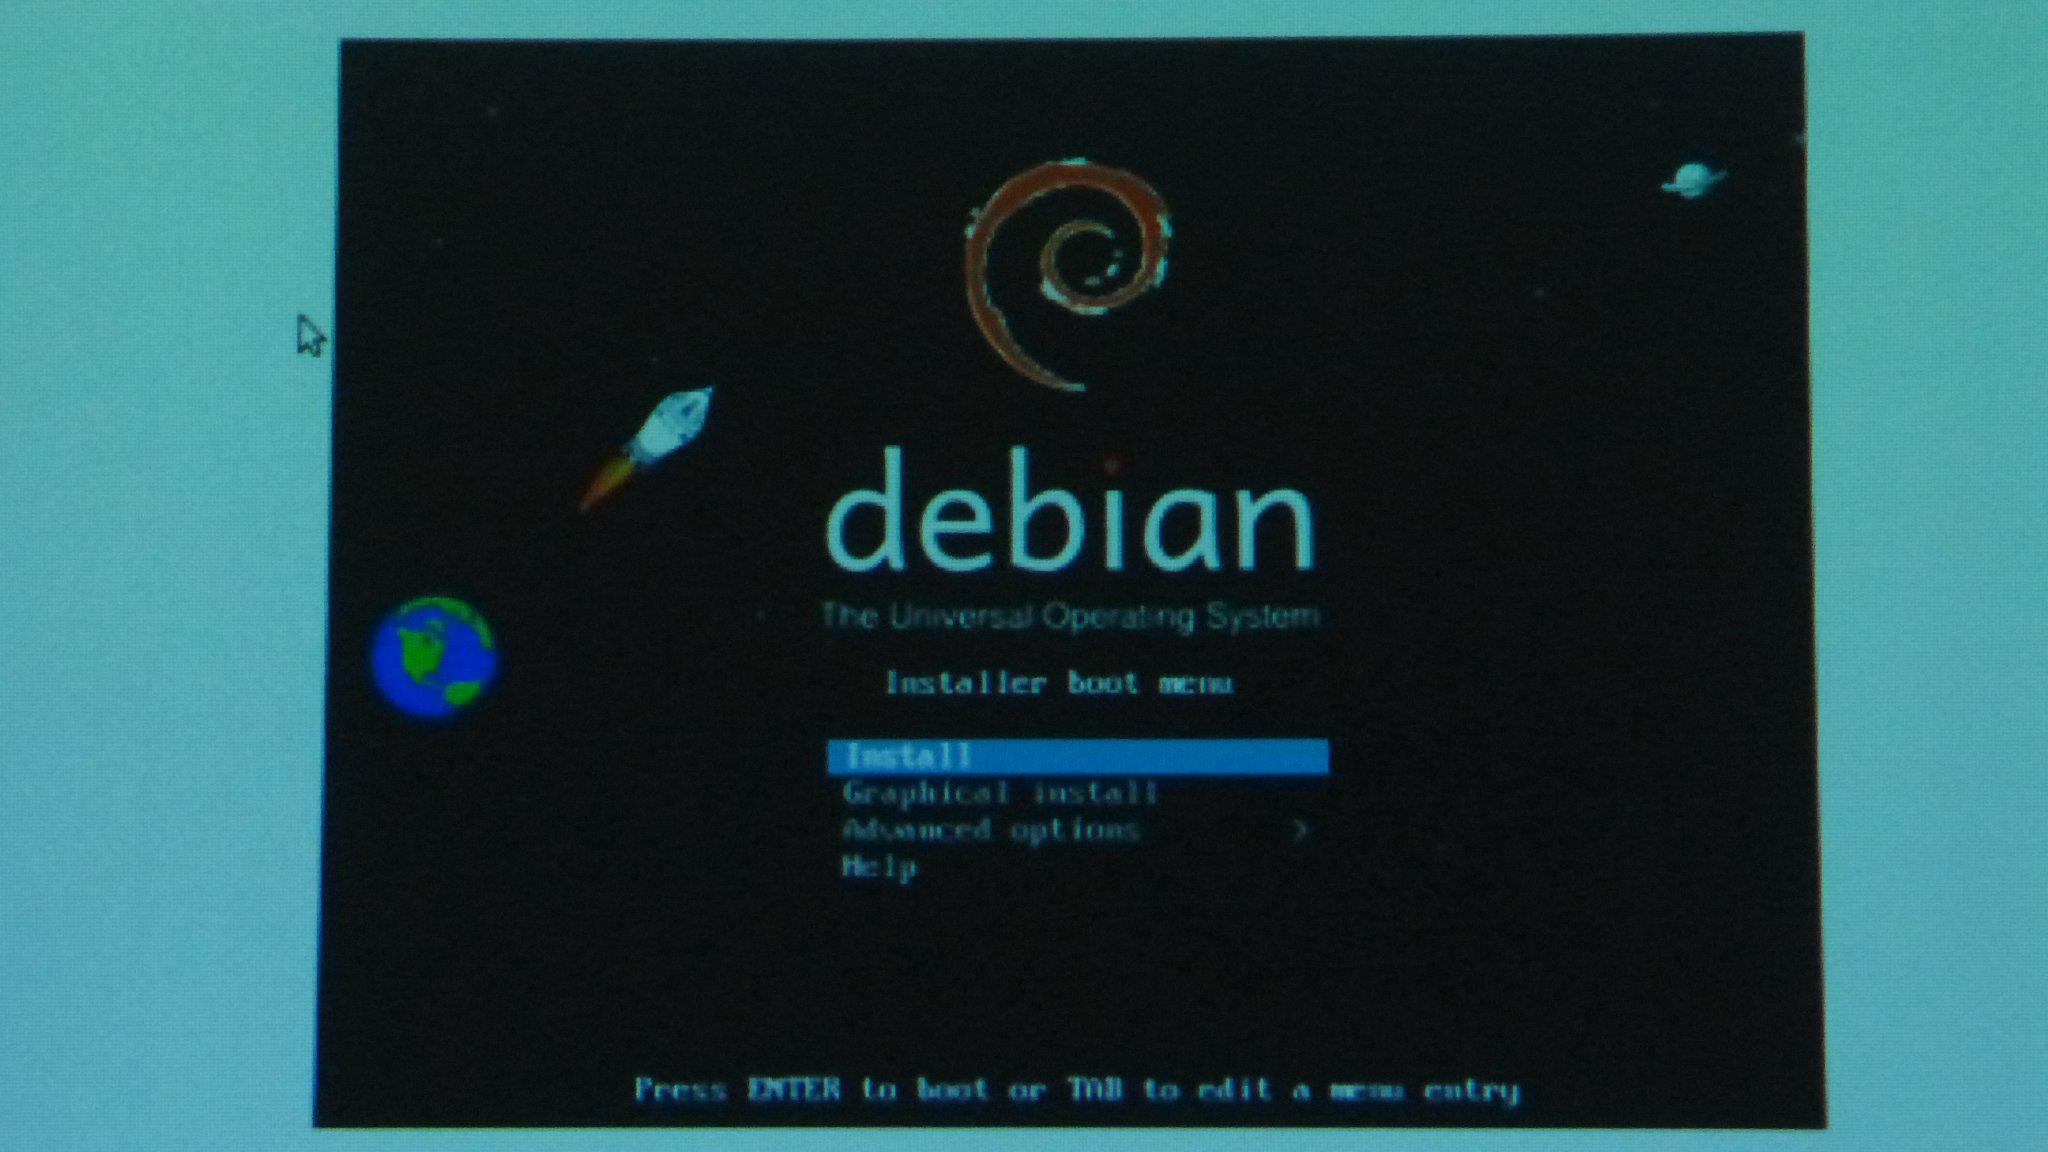 debian
The Universal Operating System
Installer boot menu
Install
Graphical install
Advanced options >
Help
Press ENTER to boot or TAB to edit a menu entry